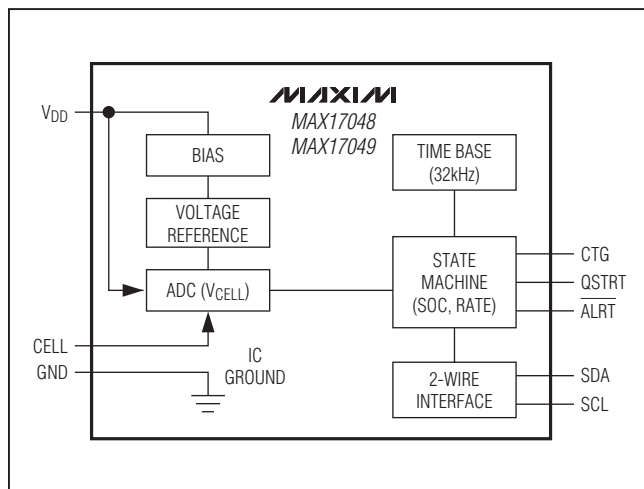 MAXIM
MAX17048
MAX17049
VDD
BIAS
VOLTAGE
REFERENCE
ADC (VCELL)
CELL
GND
IC
GROUND
TIME BASE
(32kHz)
STATE
MACHINE
(SOC, RATE)
2-WIRE
INTERFACE
CTG
QSTRT
ALRT
SDA
SCL